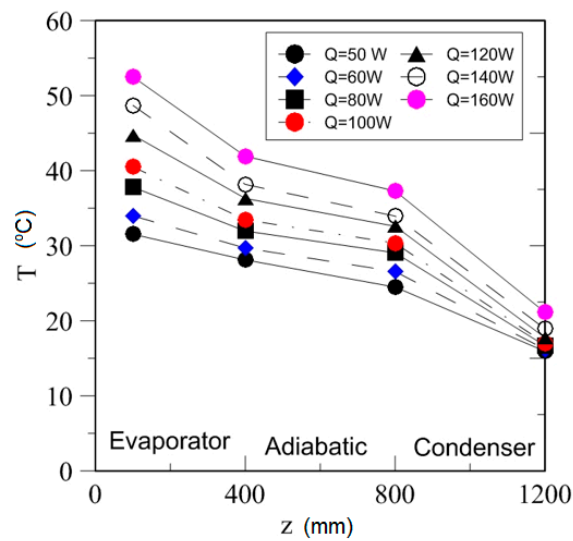 60
50
40
30
20
10
0
T (ºC)
Q=50 W
Q=60W
Q=80W
Q=100W
Q=120W
Q=140W
Q=160W
Evaporator
Adiabatic
Condenser
0
400
800
1200
z (mm)